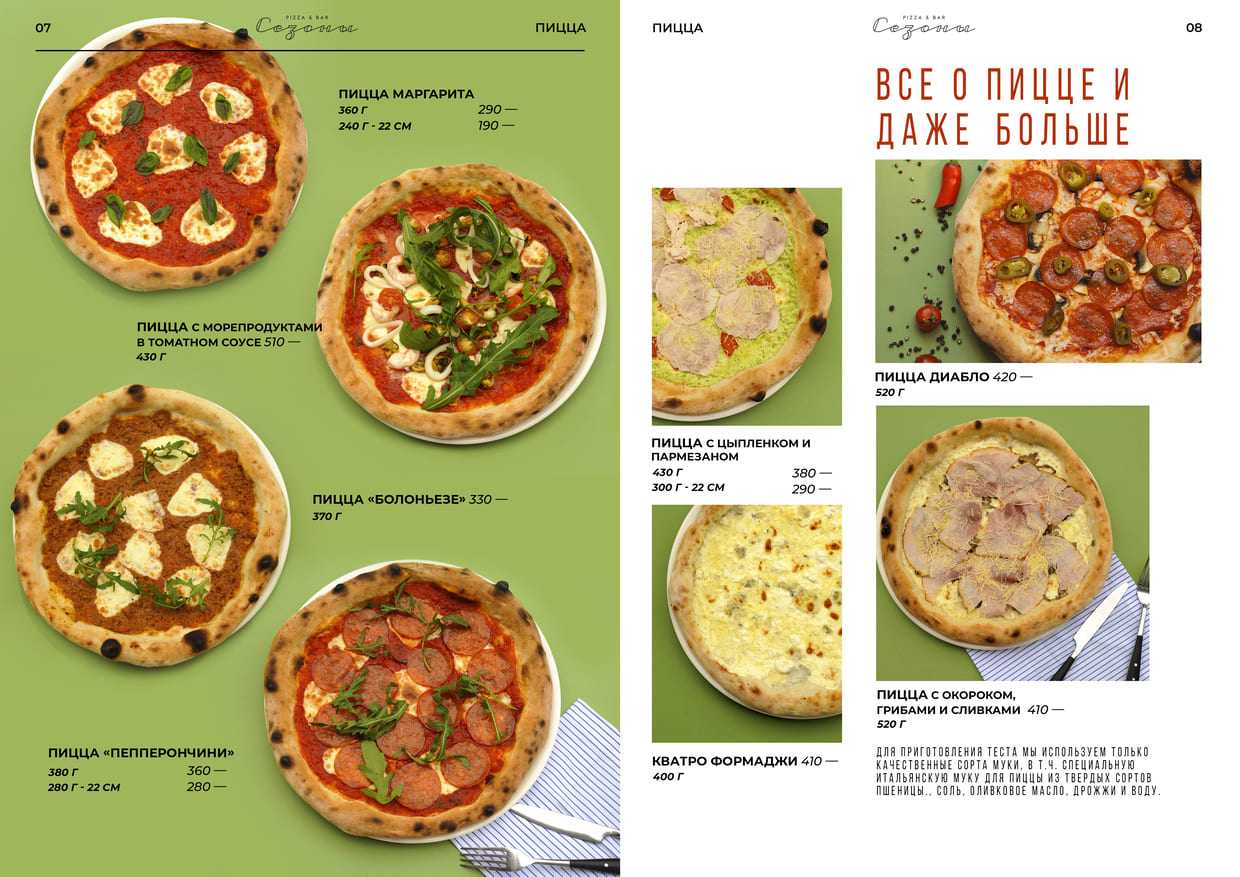 07
PIZZA & BAR
Сезоны
ПИЦЦА
ПИЦЦА МАРГАРИТА
360 Г 290 —
240 Г - 22 СМ 190 —
ПИЦЦА С МОРЕПРОДУКТАМИ
В ТОМАТНОМ СОУСЕ 510 —
430 Г
ПИЦЦА «БОЛОНЬЕЗЕ» 330 —
370 Г
ПИЦЦА «ПЕППЕРОНЧИНИ»
380 Г 360 —
280 Г - 22 СМ 280 —
ПИЦЦА
PIZZA & BAR
Сезоны
08
ВСЕ О ПИЦЦЕ И
ДАЖЕ БОЛЬШЕ
ПИЦЦА С ЦЫПЛЕНКОМ И
ПАРМЕЗАНОМ
430 Г 380 —
300 Г - 22 СМ 290 —
КВАТРО ФОРМАДЖИ 410 —
400 Г
ПИЦЦА ДИАБЛО 420 —
520 Г
ПИЦЦА С ОКОРОКОМ,
ГРИБАМИ И СЛИВКАМИ 410 —
520 Г
ДЛЯ ПРИГОТОВЛЕНИЯ ТЕСТА МЫ ИСПОЛЬЗУЕМ ТОЛЬКО
КАЧЕСТВЕННЫЕ СОРТА МУКИ, В Т.Ч. СПЕЦИАЛЬНУЮ
ИТАЛЬЯНСКУЮ МУКУ ДЛЯ ПИЦЦЫ ИЗ ТВЕРДЫХ СОРТОВ
ПШЕНИЦЫ., СОЛЬ, ОЛИВКОВОЕ МАСЛО, ДРОЖЖИ И ВОДУ.